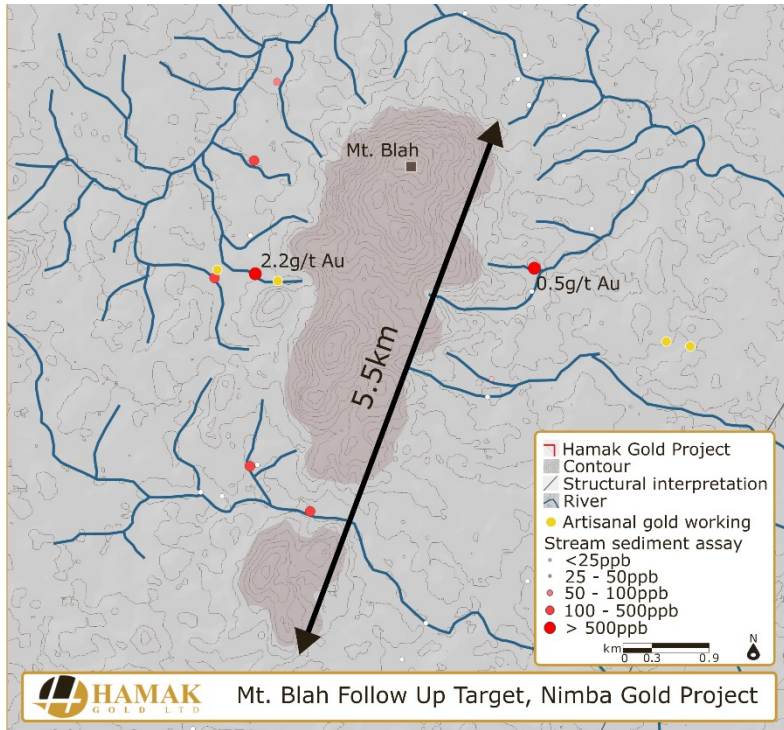 Mt. Blah
2.2g/t Au
0.5g/t Au
5.5km
Hamak Gold Project
Contour
Structural interpretation
River
Artisanal gold working
Stream sediment assay
<25ppb
25 - 50ppb
50 - 100ppb
100 - 500ppb
> 500ppb
km
0 0.3 0.9
N
HAMAK
GOLD LTD
Mt. Blah Follow Up Target, Nimba Gold Project